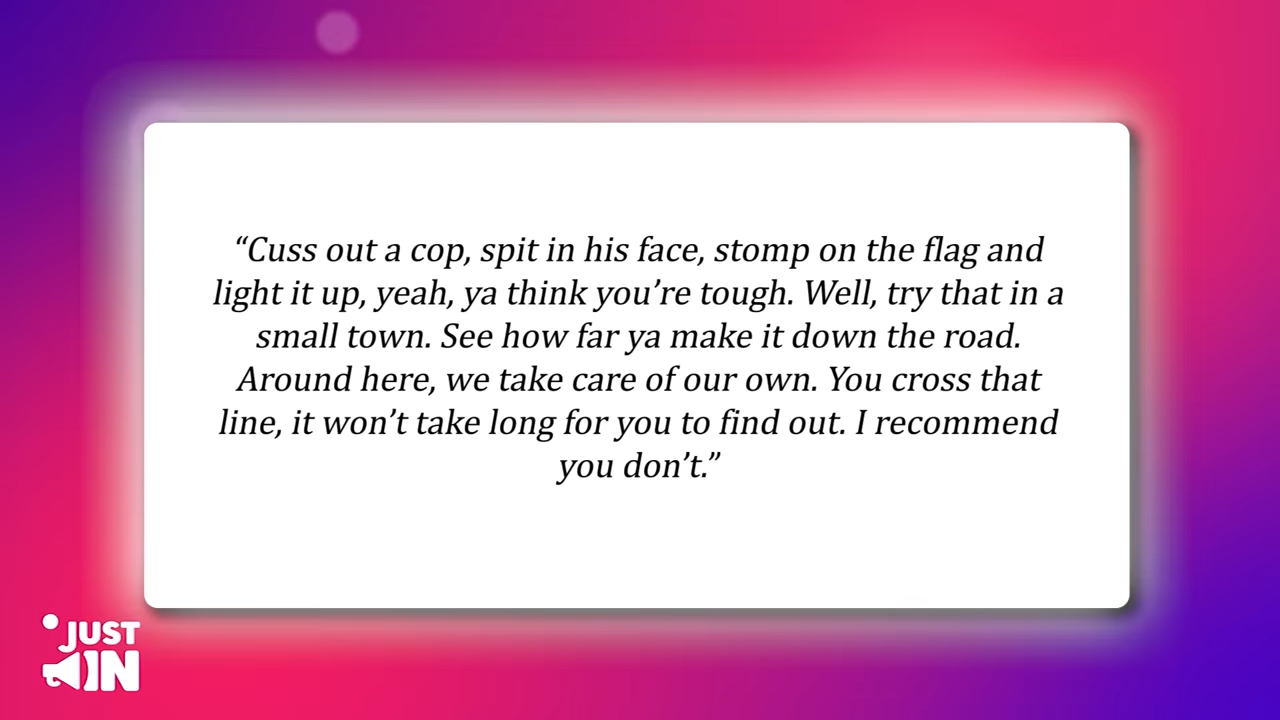 “Cuss out a cop, spit in his face, stomp on the flag and
light it up, yeah, ya think you’re tough. Well, try that in a
small town. See how far ya make it down the road.
Around here, we take care of our own. You cross that
line, it won’t take long for you to find out. I recommend
you don’t.”
JUST
IN